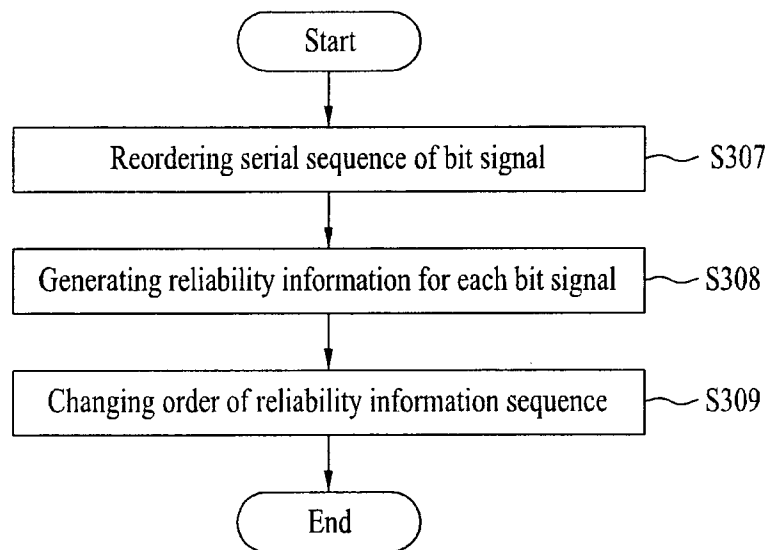 Start
Reordering serial sequence of bit signal
S307
Generating reliability information for each bit signal
S308
Changing order of reliability information sequence
S309
End